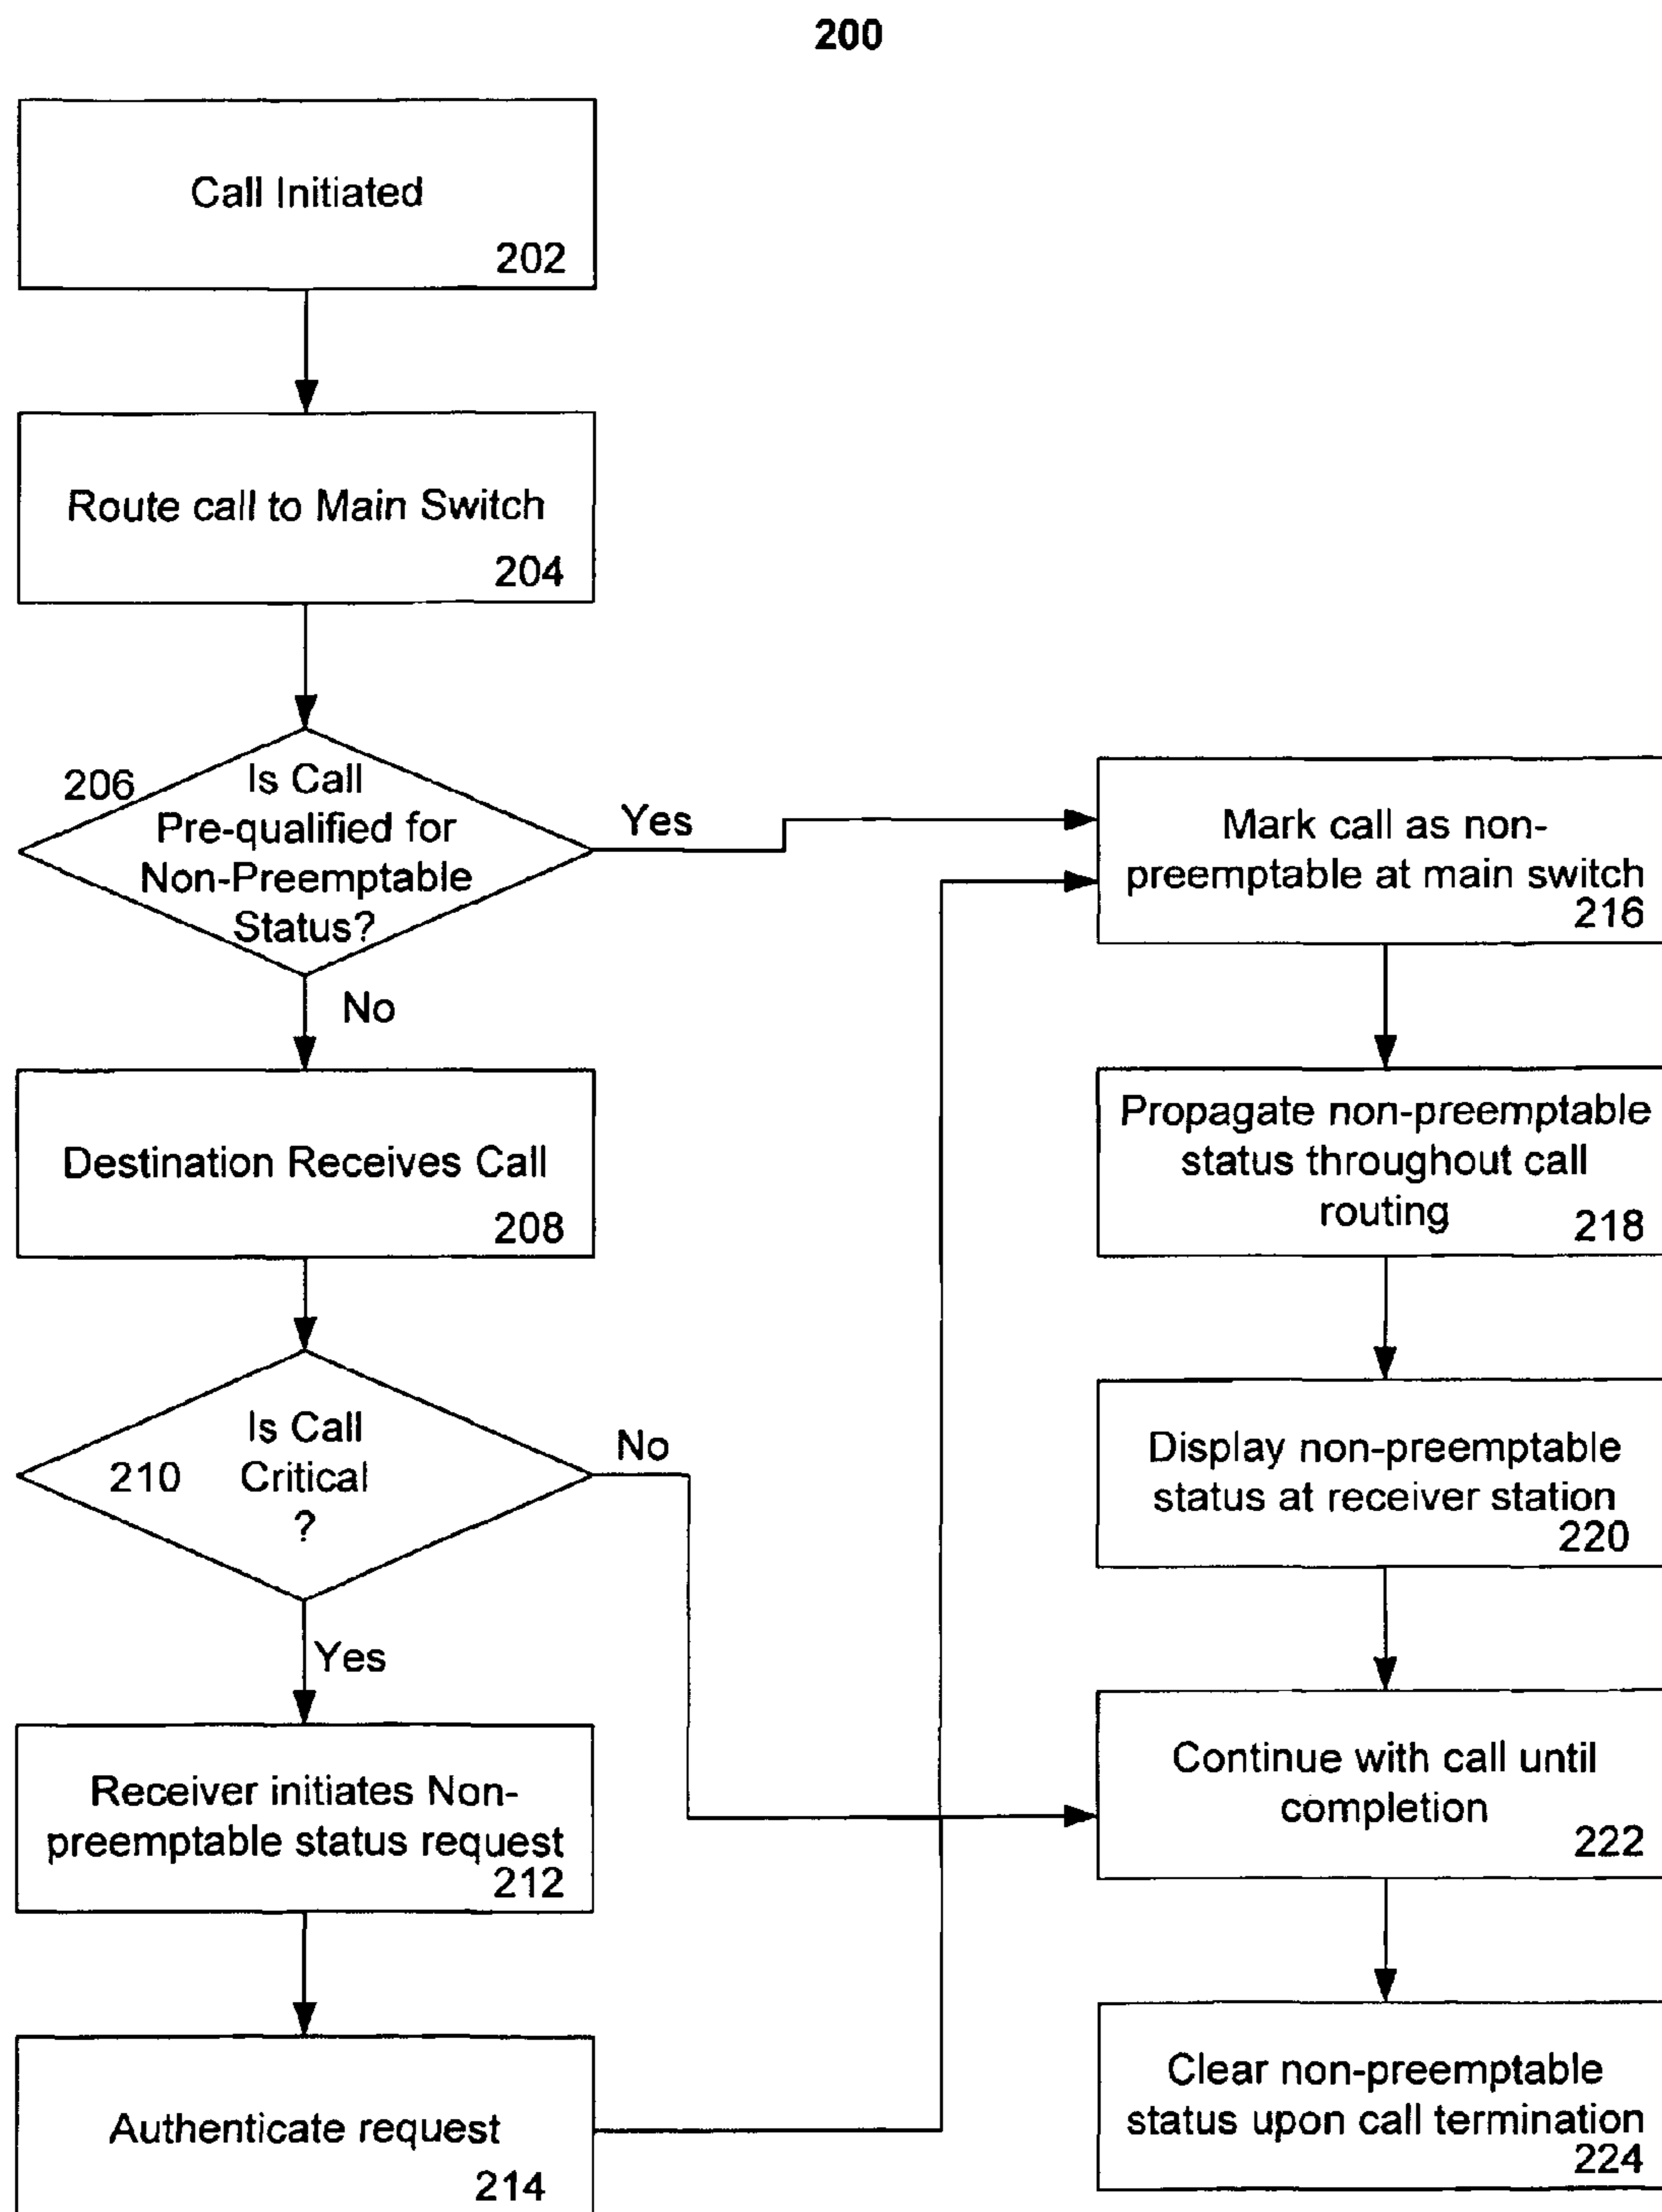 200
Call Initiated
202
Route call to Main Switch
204
206
Is Call
Pre-qualified for
Non-Preemptable
Status?
Yes
No
Destination Receives Call
208
Is Call
210 Critical
?
No
Yes
Receiver initiates Non-
preemptable status request
212
Authenticate request
214
Mark call as non-
preemptable at main switch
216
Propagate non-preemptable
status throughout call
routing 218
Display non-preemptable
status at receiver station
220
Continue with call until
completion
222
Clear non-preemptable
status upon call termination
224